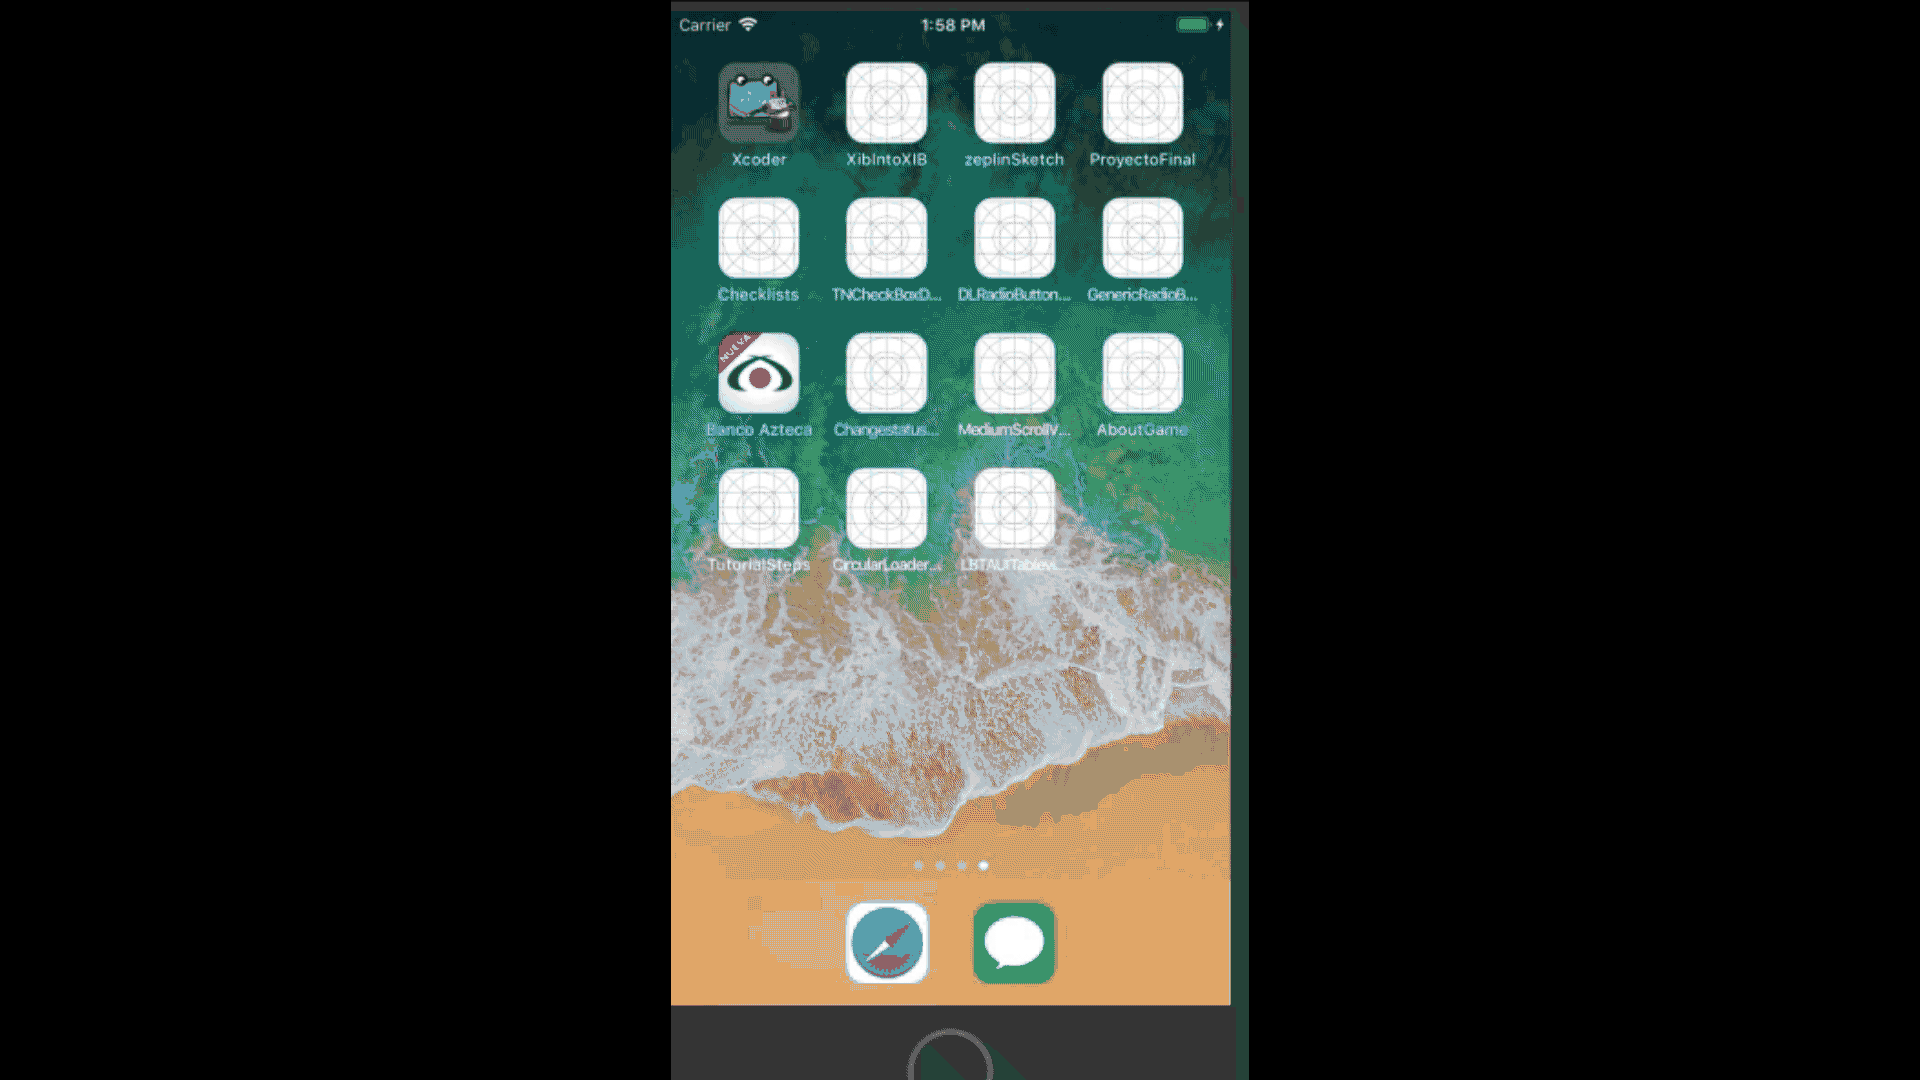 Carrier 1:58 PM
Xcoder XibIntoXIB zeplinSketch ProyectoFinal
Checklists TNCheckBoxD... DLRadioButton... GenericRadioB...
NUEVA
Banco Azteca Changestatus... MediumScrollV... AboutGame
TutorialSteps CircularLoader... LBTAUITablevi...